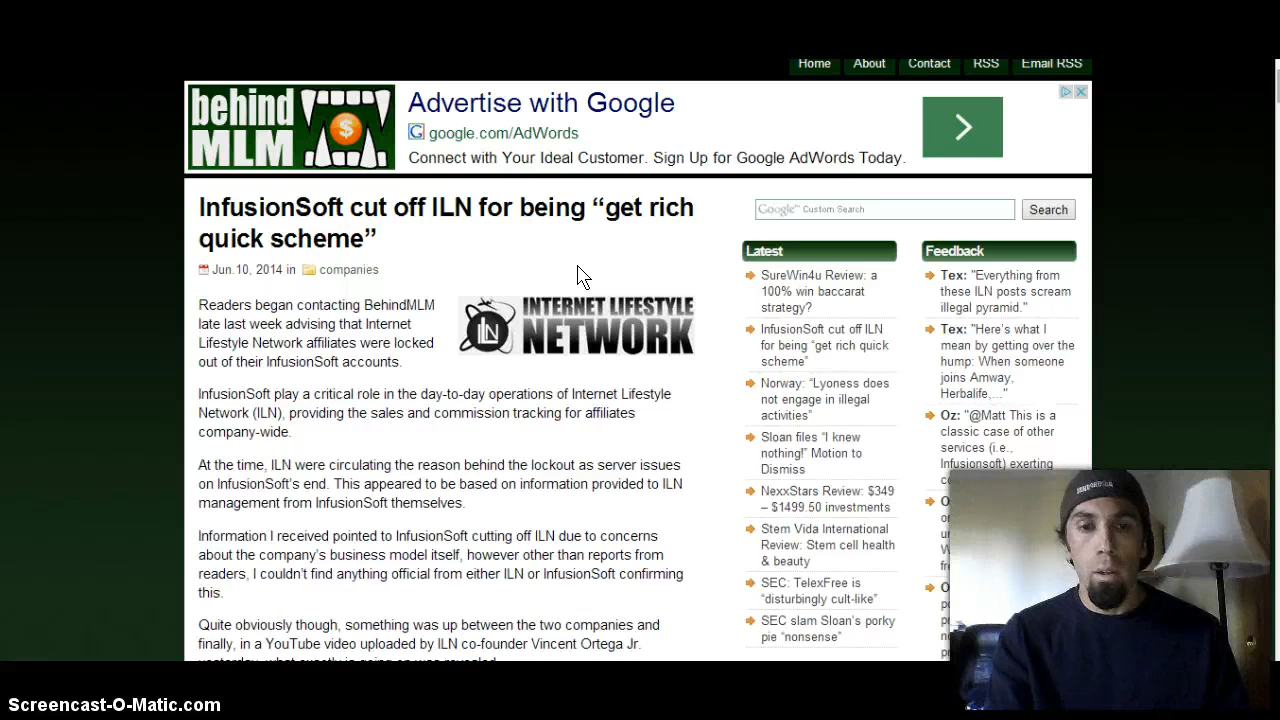 Home About Contact RSS Email RSS
behind
MLM
$
Advertise with Google
G google.com/AdWords
Connect with Your Ideal Customer. Sign Up for Google AdWords Today.
InfusionSoft cut off ILN for being “get rich
quick scheme”
Jun.10, 2014 in companies
Readers began contacting BehindMLM
late last week advising that Internet
Lifestyle Network affiliates were locked
out of their InfusionSoft accounts.
ILN
INTERNET LIFESTYLE
NETWORK
InfusionSoft play a critical role in the day-to-day operations of Internet Lifestyle
Network (ILN), providing the sales and commission tracking for affiliates
company-wide.
At the time, ILN were circulating the reason behind the lockout as server issues
on InfusionSoft’s end. This appeared to be based on information provided to ILN
management from InfusionSoft themselves.
Information I received pointed to InfusionSoft cutting off ILN due to concerns
about the company’s business model itself, however other than reports from
readers, I couldn’t find anything official from either ILN or InfusionSoft confirming
this.
Quite obviously though, something was up between the two companies and
finally, in a YouTube video uploaded by ILN co-founder Vincent Ortega Jr.
Google™ Custom Search
Search
Latest
SureWin4u Review: a
100% win baccarat
strategy?
InfusionSoft cut off ILN
for being “get rich quick
scheme”
Norway: “Lyoness does
not engage in illegal
activities”
Sloan files “I knew
nothing!” Motion to
Dismiss
NexxStars Review: $349
– $1499.50 investments
Stem Vida International
Review: Stem cell health
& beauty
SEC: TelexFree is
“disturbingly cult-like”
SEC slam Sloan’s porky
pie “nonsense”
Feedback
Tex: "Everything from
these ILN posts scream
illegal pyramid."
Tex: "Here’s what I
mean by getting over the
hump: When someone
joins Amway,
Herbalife,..."
Oz: "@Matt This is a
classic case of other
services (i.e.,
Infusionsoft) exerting
Screencast-O-Matic.com